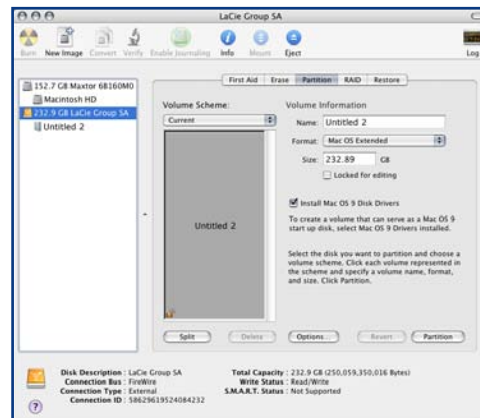 LaCie Group SA
Burn New Image Convert Verify Enable Journaling Info Mount Eject Log
152.7 GB Maxtor 6B160M0
Macintosh HD
232.9 GB LaCie Group SA
Untitled 2
First Aid Erase Partition RAID Restore
Volume Scheme:
Current
Untitled 2
Volume Information
Name: Untitled 2
Format: Mac OS Extended
Size: 232.89 GB
Locked for editing
Install Mac OS 9 Disk Drivers
To create a volume that can serve as a Mac OS 9
start up disk, select Mac OS 9 Drivers installed.
Select the disk you want to partition and choose a
volume scheme. Click each volume represented in
the scheme and specify a volume name, format,
and size. Click Partition.
Split Delete Options... Revert Partition
Disk Description : LaCie Group SA
Connection Bus : FireWire
Connection Type : External
Connection ID : 58629619524084232
Total Capacity : 232.9 GB (250,059,350,016 Bytes)
Write Status : Read/Write
S.M.A.R.T. Status : Not Supported
?